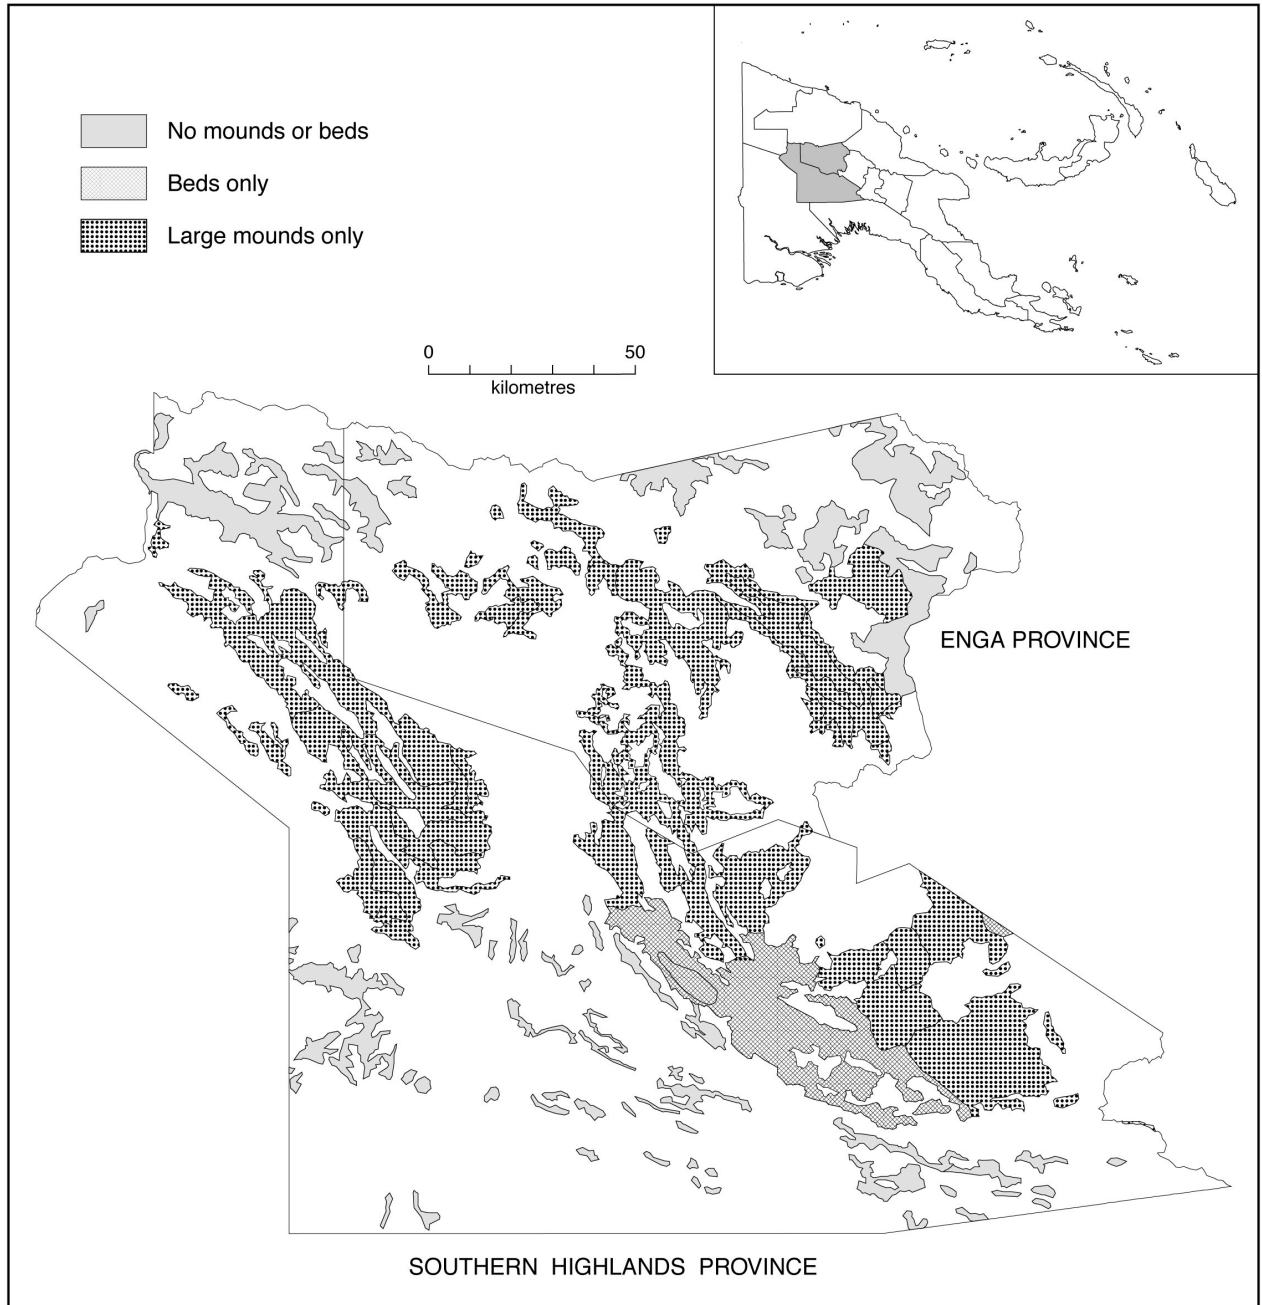 No mounds or beds
Beds only
Large mounds only
0 50
kilometres
ENGA PROVINCE
SOUTHERN HIGHLANDS PROVINCE